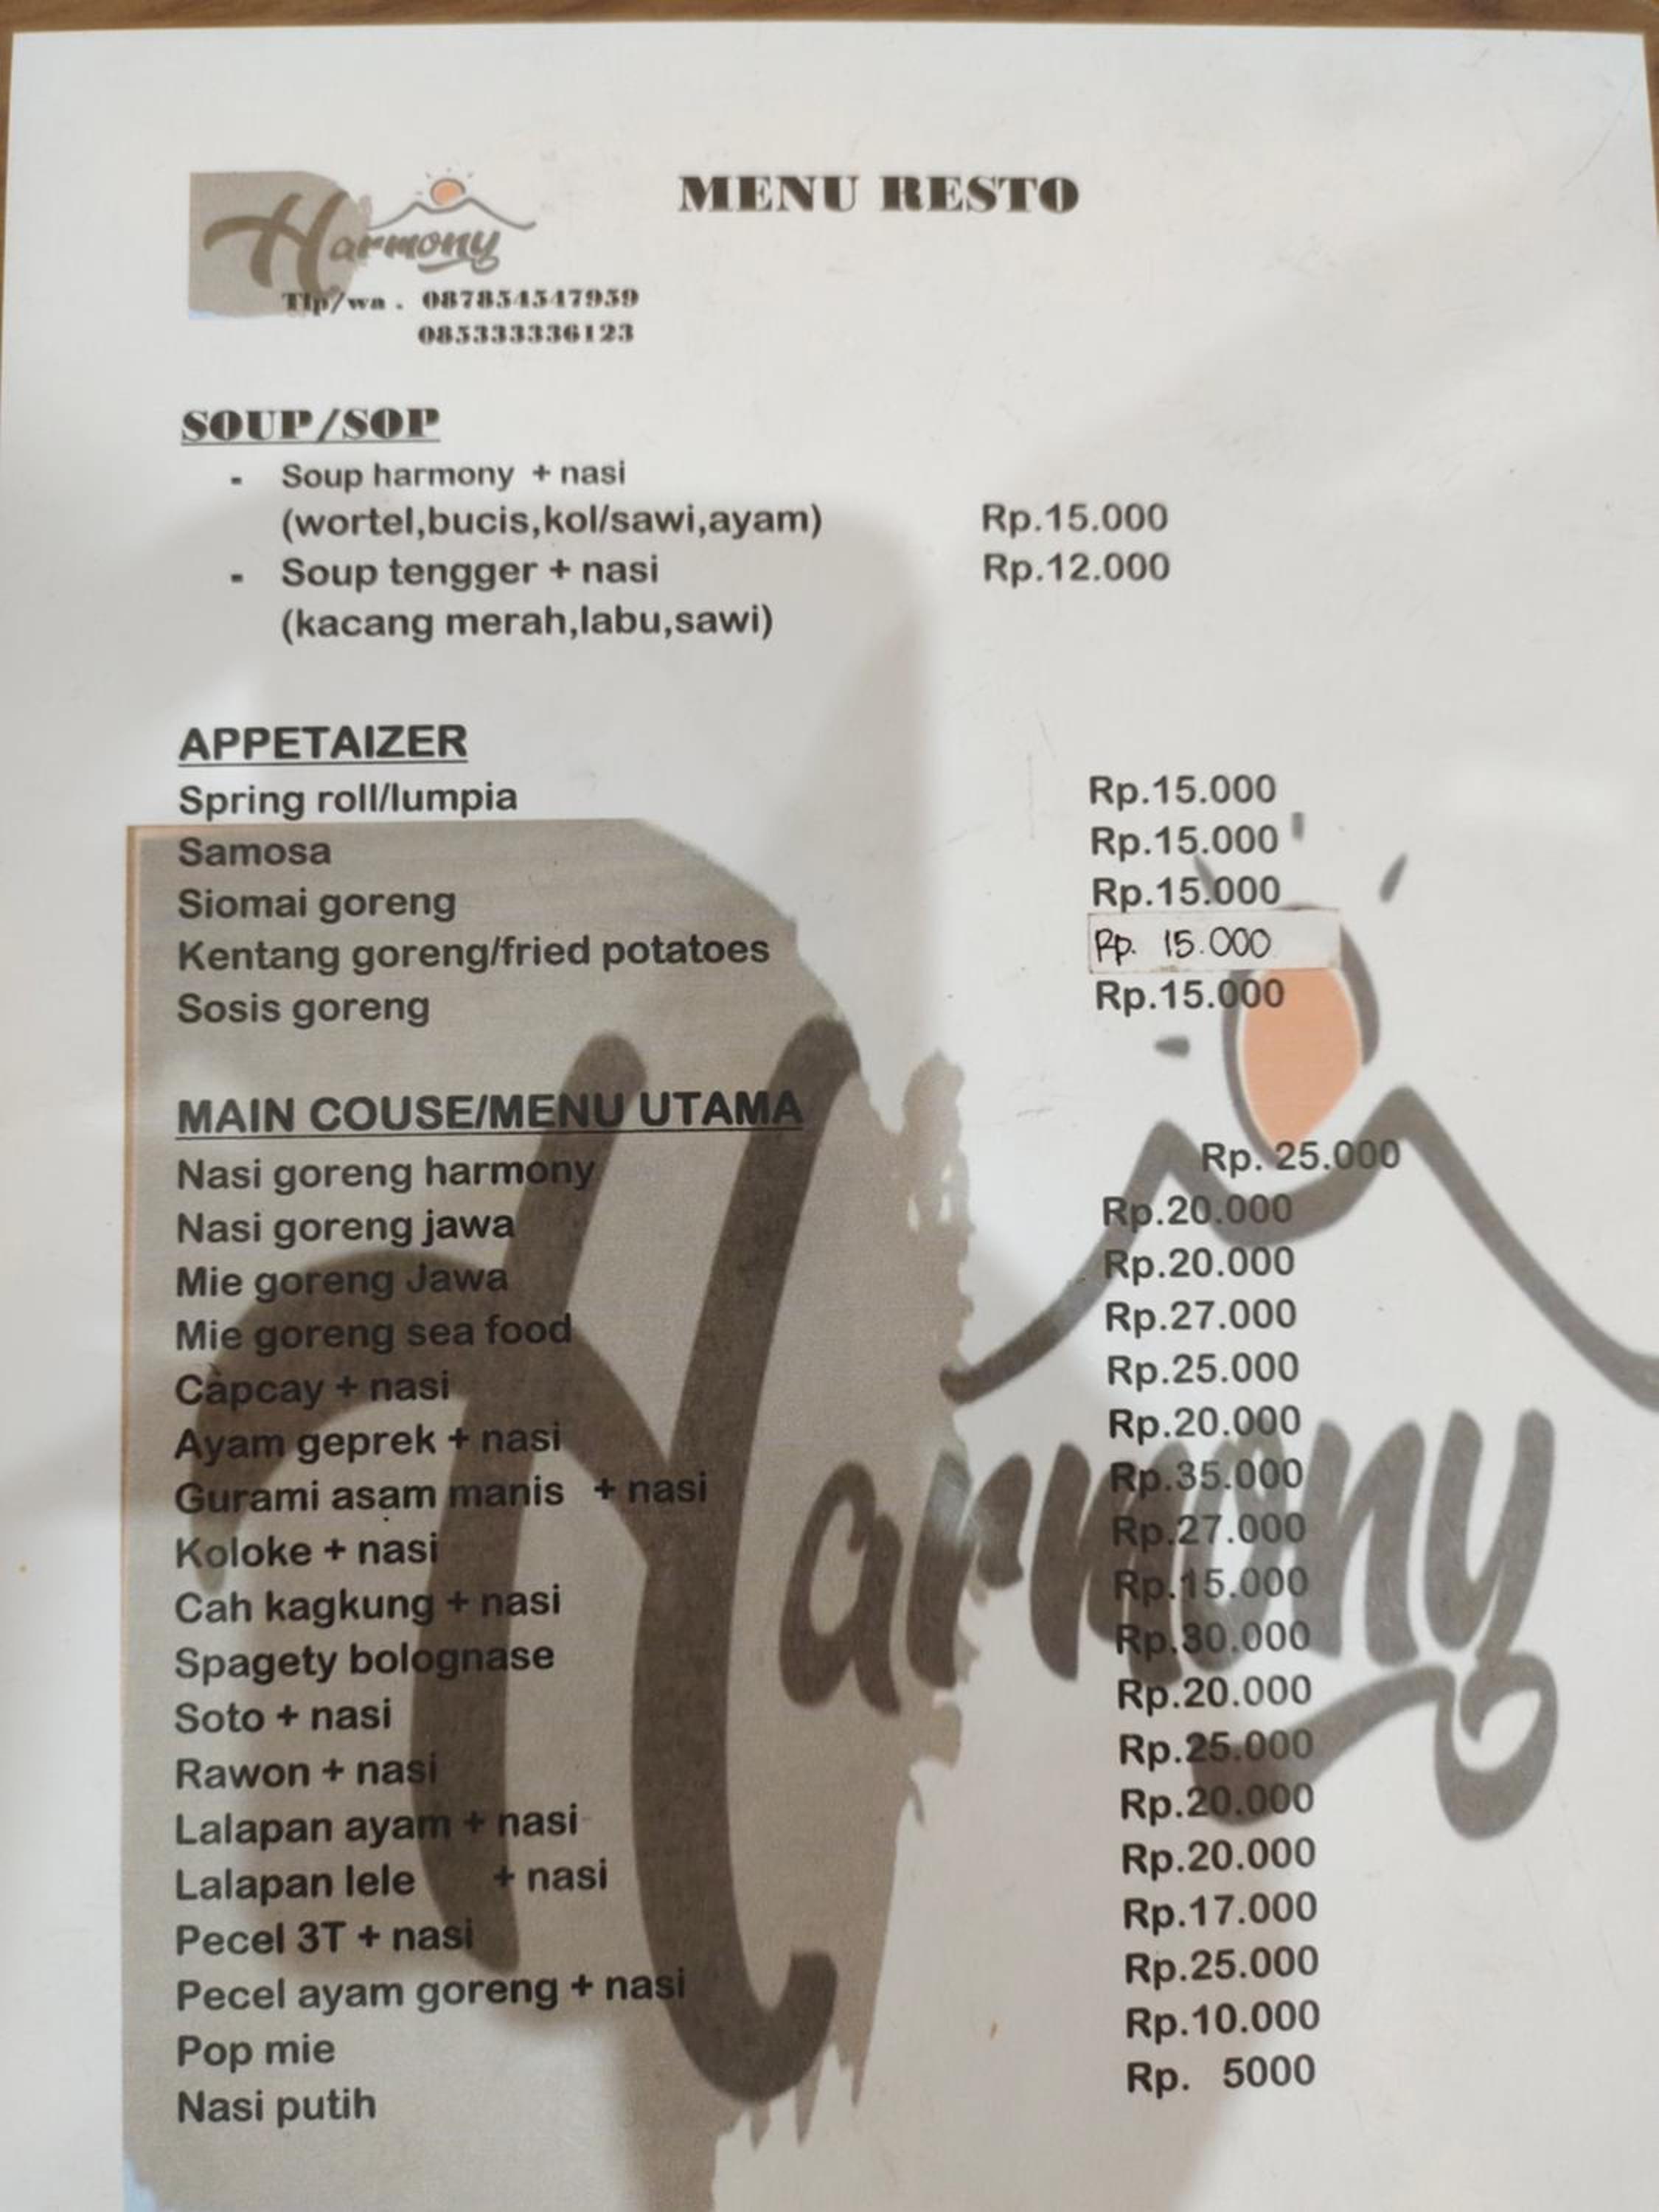 Harmony
MENU RESTO
Tlp/wa . 087854547959
085333336123
SOUP/SOP
- Soup harmony + nasi
(wortel,bucis,kol/sawi,ayam) Rp.15.000
- Soup tengger + nasi Rp.12.000
(kacang merah,labu,sawi)
APPETAIZER
Spring roll/lumpia Rp.15.000
Samosa Rp.15.000
Siomai goreng Rp.15.000
Kentang goreng/fried potatoes Rp. 15.000
Sosis goreng Rp.15.000
MAIN COUSE/MENU UTAMA
Nasi goreng harmony Rp. 25.000
Nasi goreng jawa Rp.20.000
Mie goreng Jawa Rp.20.000
Mie goreng sea food Rp.27.000
Capcay + nasi Rp.25.000
Ayam geprek + nasi Rp.20.000
Gurami asam manis + nasi Rp.35.000
Koloke + nasi Rp.27.000
Cah kagkung + nasi Rp.15.000
Spagety bolognase Rp.30.000
Soto + nasi Rp.20.000
Rawon + nasi Rp.25.000
Lalapan ayam + nasi Rp.20.000
Lalapan lele + nasi Rp.20.000
Pecel 3T + nasi Rp.17.000
Pecel ayam goreng + nasi Rp.25.000
Pop mie Rp.10.000
Nasi putih Rp. 5000
Harmony